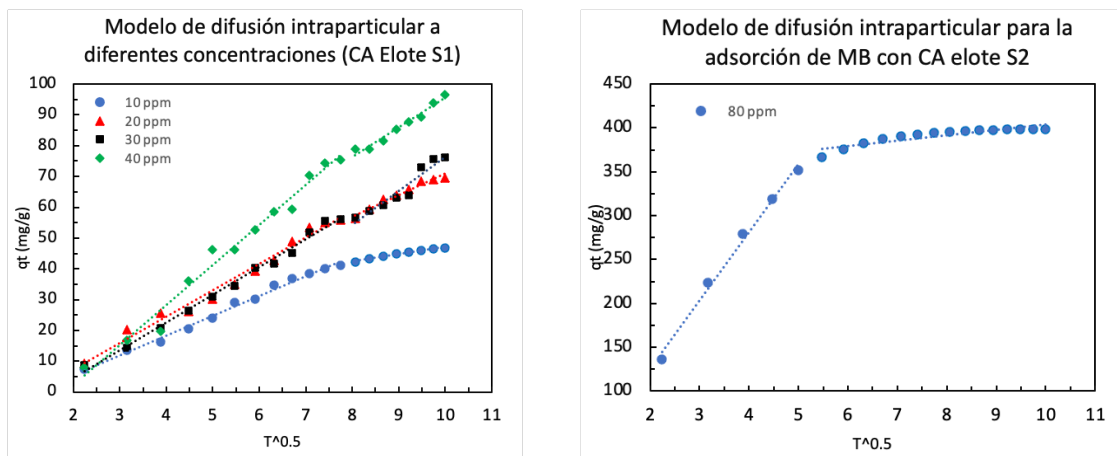 Modelo de difusión intraparticular a
diferentes concentraciones (CA Elote S1)
100
90
80
70
60
50
40
30
20
10
0
qt (mg/g)
10 ppm
20 ppm
30 ppm
40 ppm
2 3 4 5 6 7 8 9 10 11
T^0.5
Modelo de difusión intraparticular para la
adsorción de MB con CA elote S2
450
400
350
300
250
200
150
100
qt (mg/g)
80 ppm
2 3 4 5 6 7 8 9 10 11
T^0.5